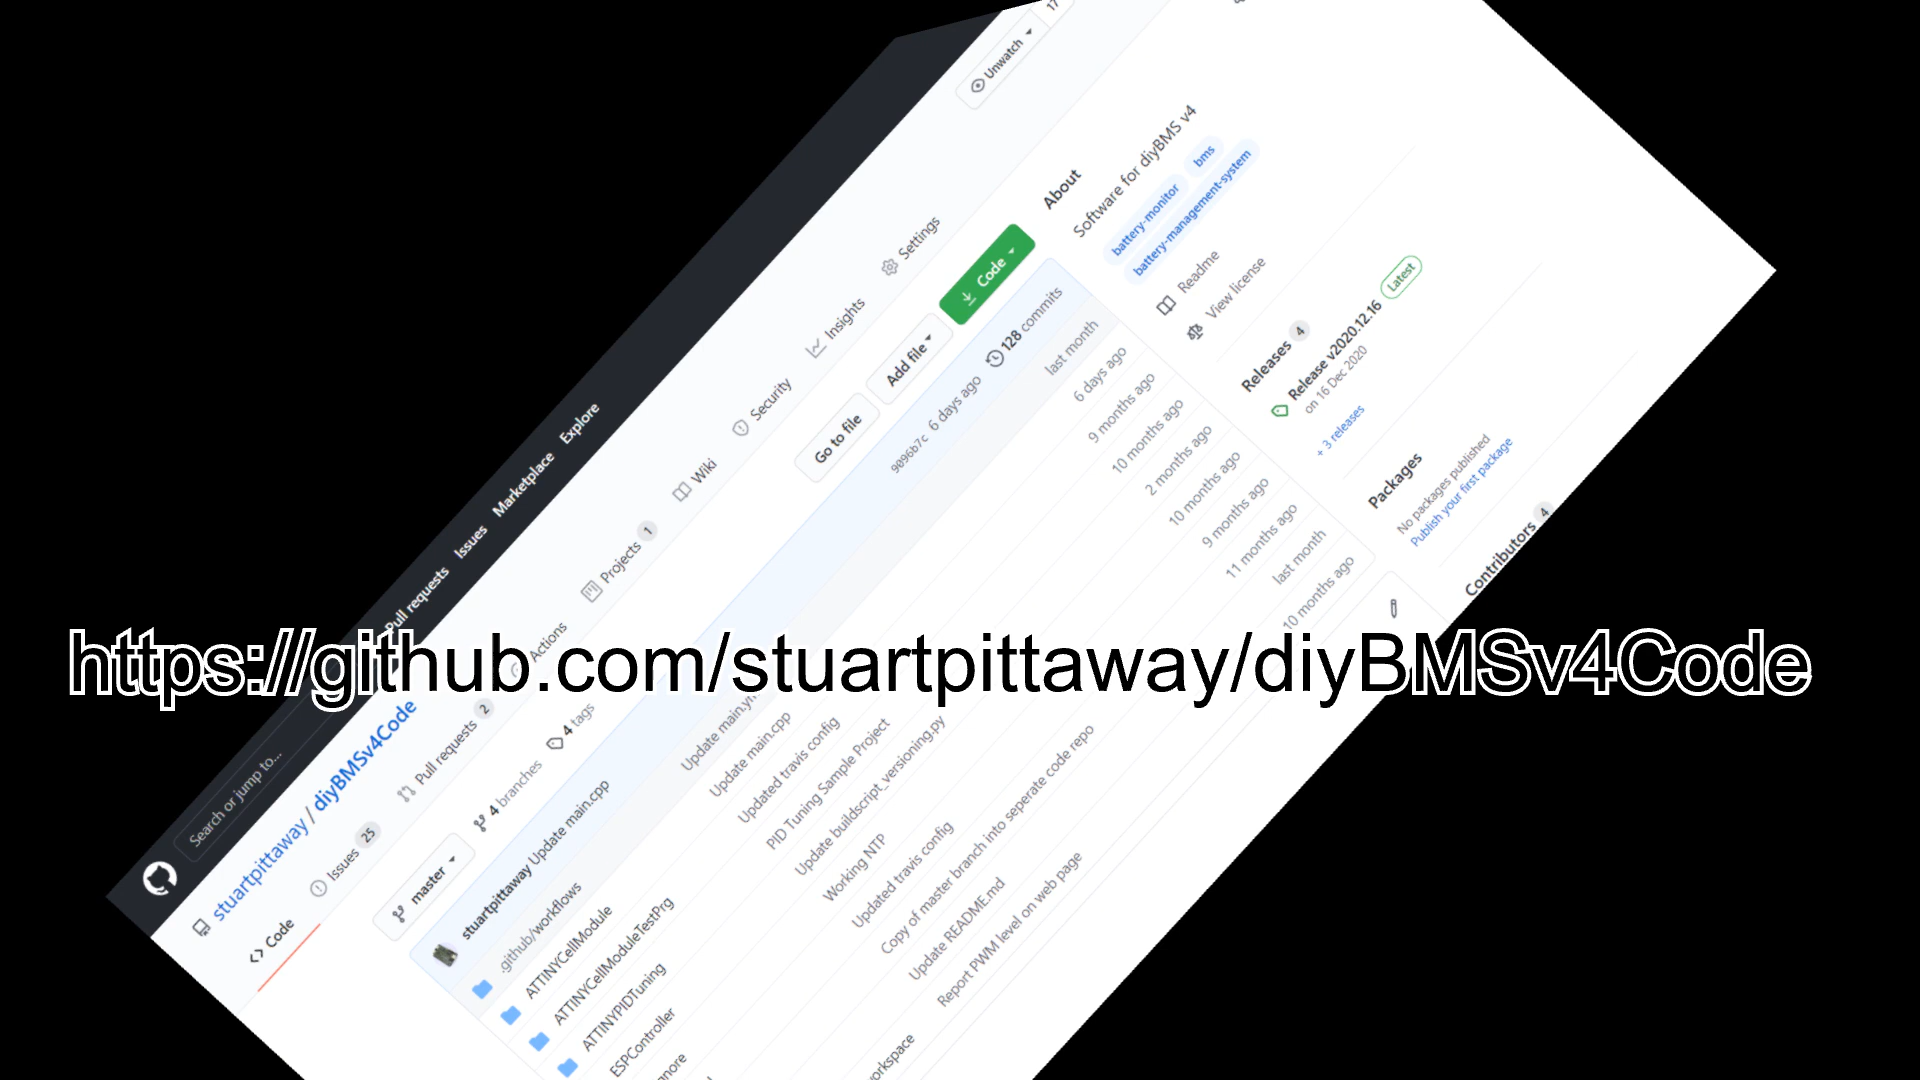 Search or jump to...
Pull requests
Issues
Marketplace
Explore
stuartpittaway / diyBMSv4Code
Unwatch
17
Code
Issues 25
Pull requests 2
Actions
Projects 1
Wiki
Security
Insights
Settings
master
4 branches
4 tags
Go to file
Add file
Code
stuartpittaway Update main.cpp
9096b7c 6 days ago
128 commits
.github/workflows
last month
ATTINYCellModule
Update main.cpp
6 days ago
ATTINYCellModuleTestPrg
Updated travis config
9 months ago
ATTINYPIDTuning
PID Tuning Sample Project
10 months ago
ESPController
Update buildscript_versioning.py
2 months ago
Working NTP
10 months ago
Updated travis config
9 months ago
Copy of master branch into seperate code repo
11 months ago
Update README.md
last month
Report PWM level on web page
10 months ago
About
Software for diyBMS v4
battery-monitor
bms
battery-management-system
Readme
View license
Releases 4
Release v2020.12.16
Latest
on 16 Dec 2020
+ 3 releases
Packages
No packages published
Publish your first package
Contributors 4
https://github.com/stuartpittaway/diyBMSv4Code